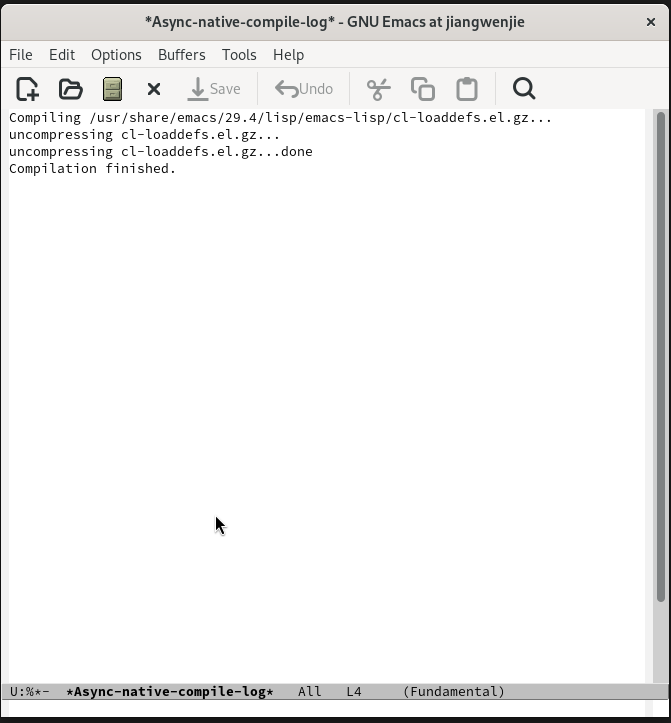 *Async-native-compile-log* - GNU Emacs at jiangwenjie
File Edit Options Buffers Tools Help
Save Undo
Compiling /usr/share/emacs/29.4/lisp/emacs-lisp/cl-loaddefs.el.gz...
uncompressing cl-loaddefs.el.gz...
uncompressing cl-loaddefs.el.gz...done
Compilation finished.
U:%*- *Async-native-compile-log* All L4 (Fundamental)